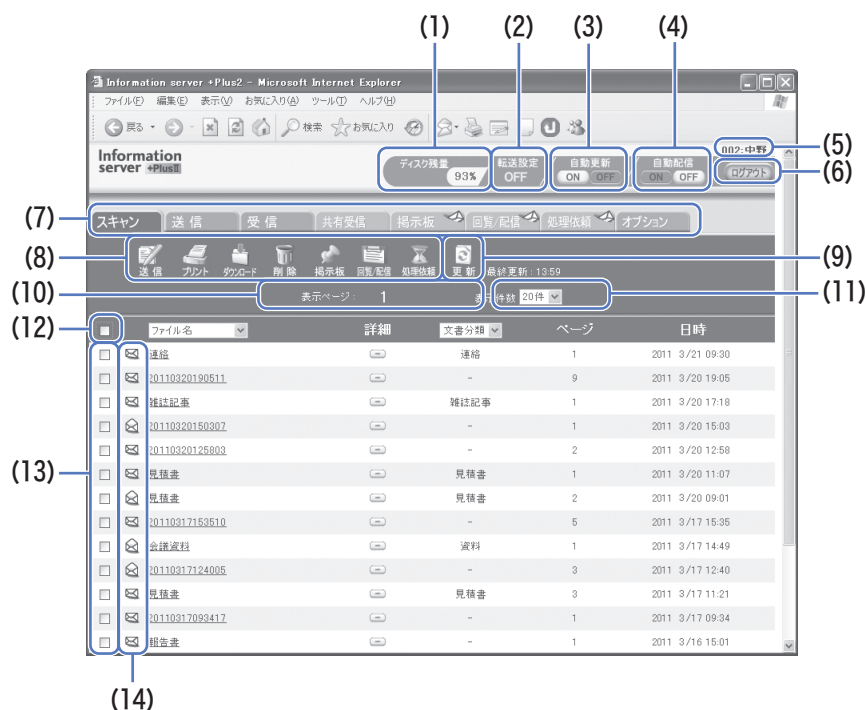 (1) (2) (3) (4)
Information server +Plus2 - Microsoft Internet Explorer
ファイル(F) 編集(E) 表示(V) お気に入り(A) ツール(T) ヘルプ(H)
戻る 検索 お気に入り
Information
server +PlusⅡ
ディスク残量
93%
転送設定
OFF
自動更新
ON OFF
自動配信
ON OFF
002:中野
ログアウト
(5)
(6)
(7)
スキャン 送信 受信 共有受信 掲示板 回覧/配信 処理依頼 オプション
(8)
送信 プリント ダウンロード 削除 掲示板 回覧/配信 処理依頼 更新 最終更新:13:59
(9)
(10)
表示ページ: 1 表示件数 20件
(11)
(12)
ファイル名 詳細 文書分類 ページ 日時
連絡 連絡 1 2011 3/21 09:30
20110320190511 - 9 2011 3/20 19:05
雑誌記事 雑誌記事 1 2011 3/20 17:18
20110320150307 - 1 2011 3/20 15:03
20110320125803 - 2 2011 3/20 12:58
(13)
見積書 見積書 1 2011 3/20 11:07
見積書 見積書 2 2011 3/20 09:01
20110317153510 - 5 2011 3/17 15:35
会議資料 資料 1 2011 3/17 14:49
20110317124005 - 3 2011 3/17 12:40
見積書 見積書 3 2011 3/17 11:21
20110317093417 - 1 2011 3/17 09:34
報告書 - 1 2011 3/16 15:01
(14)